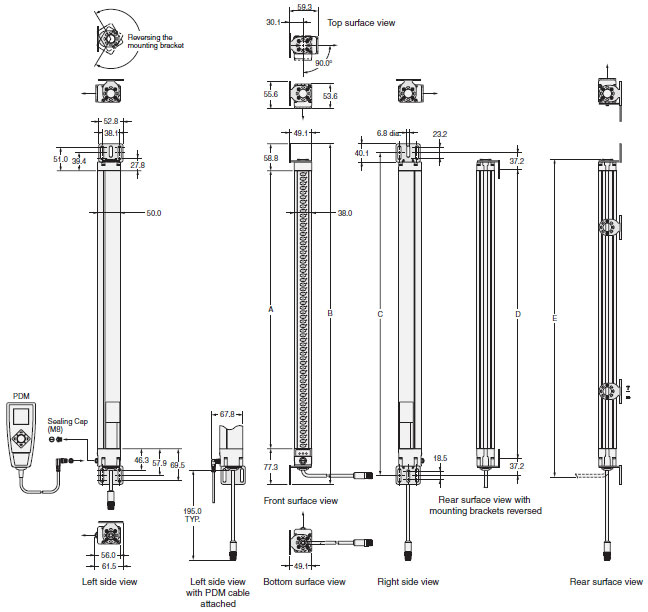 59.3
30.1
Top surface view
Reversing the
mounting bracket
90.0°
55.6
53.6
52.8
38.1
49.1
6.8 dia.
23.2
51.0
39.4
27.8
58.8
40.1
37.2
50.0
38.0
A
B
C
D
E
PDM
Sealing Cap
(M8)
67.8
46.3
57.9
69.5
77.3
18.5
37.2
195.0
TYP.
Front surface view
Rear surface view with
mounting brackets reversed
56.0
61.5
49.1
Left side view
Left side view
with PDM cable
attached
Bottom surface view
Right side view
Rear surface view